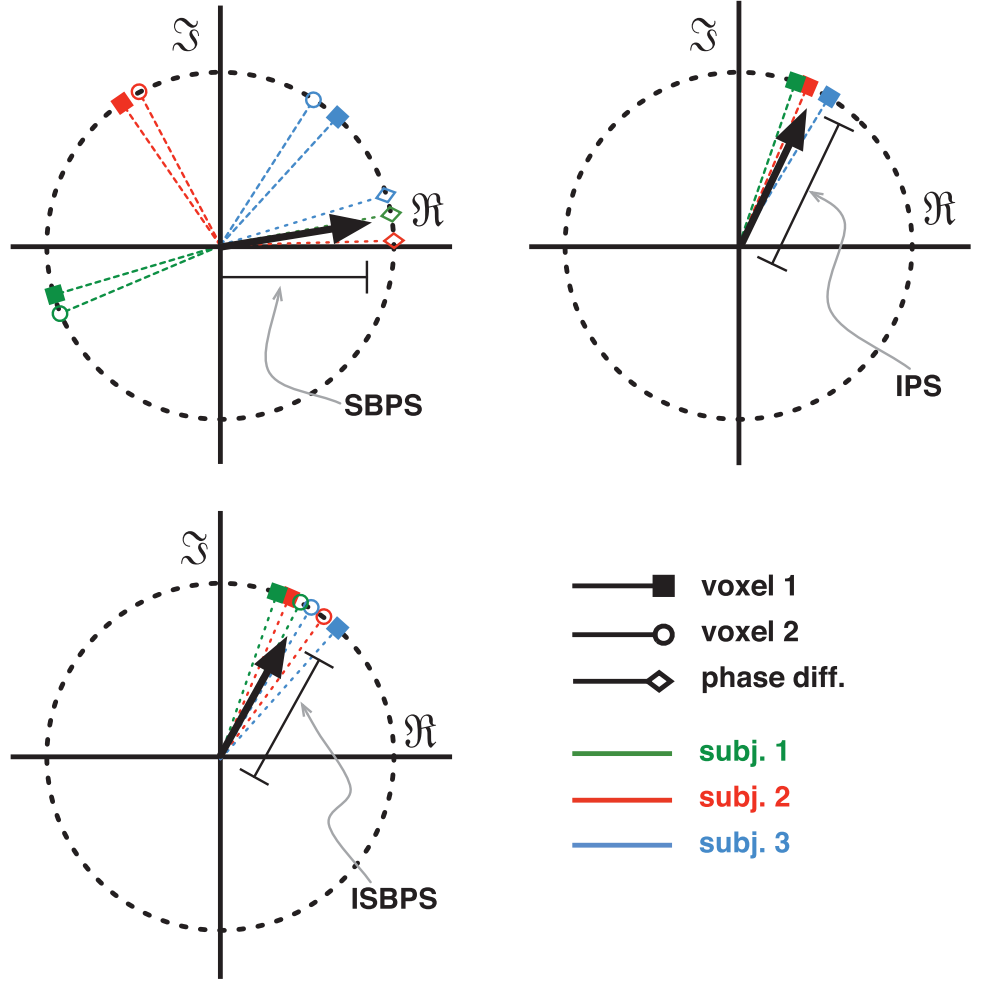 ℑ
ℜ
SBPS
ℑ
ℜ
IPS
ℑ
ℜ
ISBPS
voxel 1
voxel 2
phase diff.
subj. 1
subj. 2
subj. 3